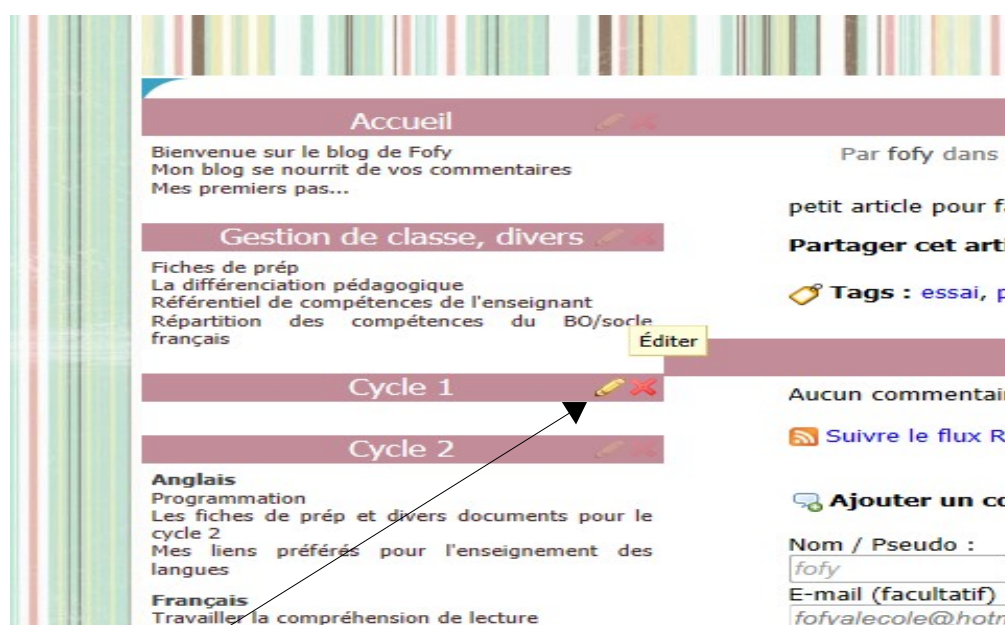 Accueil
Bienvenue sur le blog de Fofy
Mon blog se nourrit de vos commentaires
Mes premiers pas...
Gestion de classe, divers
Fiches de prép
La différenciation pédagogique
Référentiel de compétences de l'enseignant
Répartition des compétences du BO/socle
français
Éditer
Cycle 1
Cycle 2
Anglais
Programmation
Les fiches de prép et divers documents pour le
cycle 2
Mes liens préférés pour l'enseignement des
langues
Français
Travailler la compréhension de lecture
Par fofy dans
petit article pour
Partager cet
Tags : essai,
Aucun
Suivre le flux
Ajouter un
Nom / Pseudo :
fofy
E-mail (facultatif)